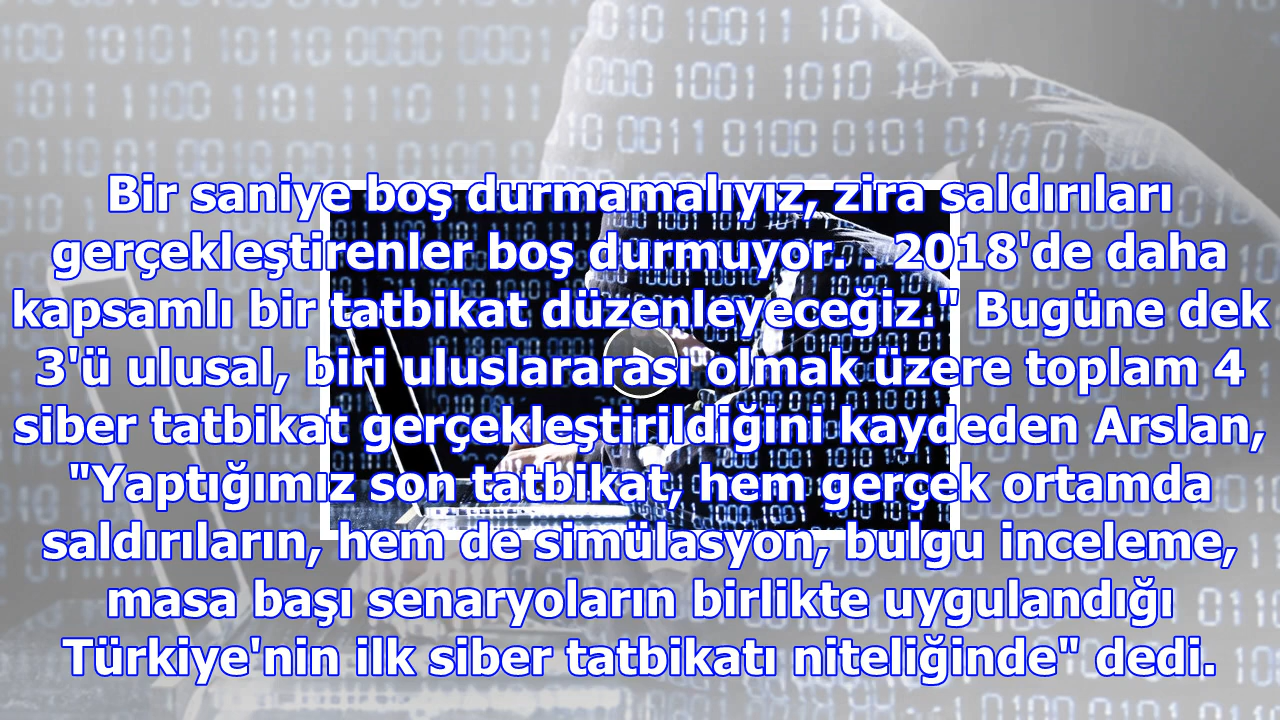 Bir saniye boş durmamalıyız, zira saldırıları
gerçekleştirenler boş durmuyor. . 2018'de daha
kapsamlı bir tatbikat düzenleyeceğiz." Bugüne dek
3'ü ulusal, biri uluslararası olmak üzere toplam 4
siber tatbikat gerçekleştirildiğini kaydeden Arslan,
"Yaptığımız son tatbikat, hem gerçek ortamda
saldırıların, hem de simülasyon, bulgu inceleme,
masa başı senaryoların birlikte uygulandığı
Türkiye'nin ilk siber tatbikatı niteliğinde" dedi.